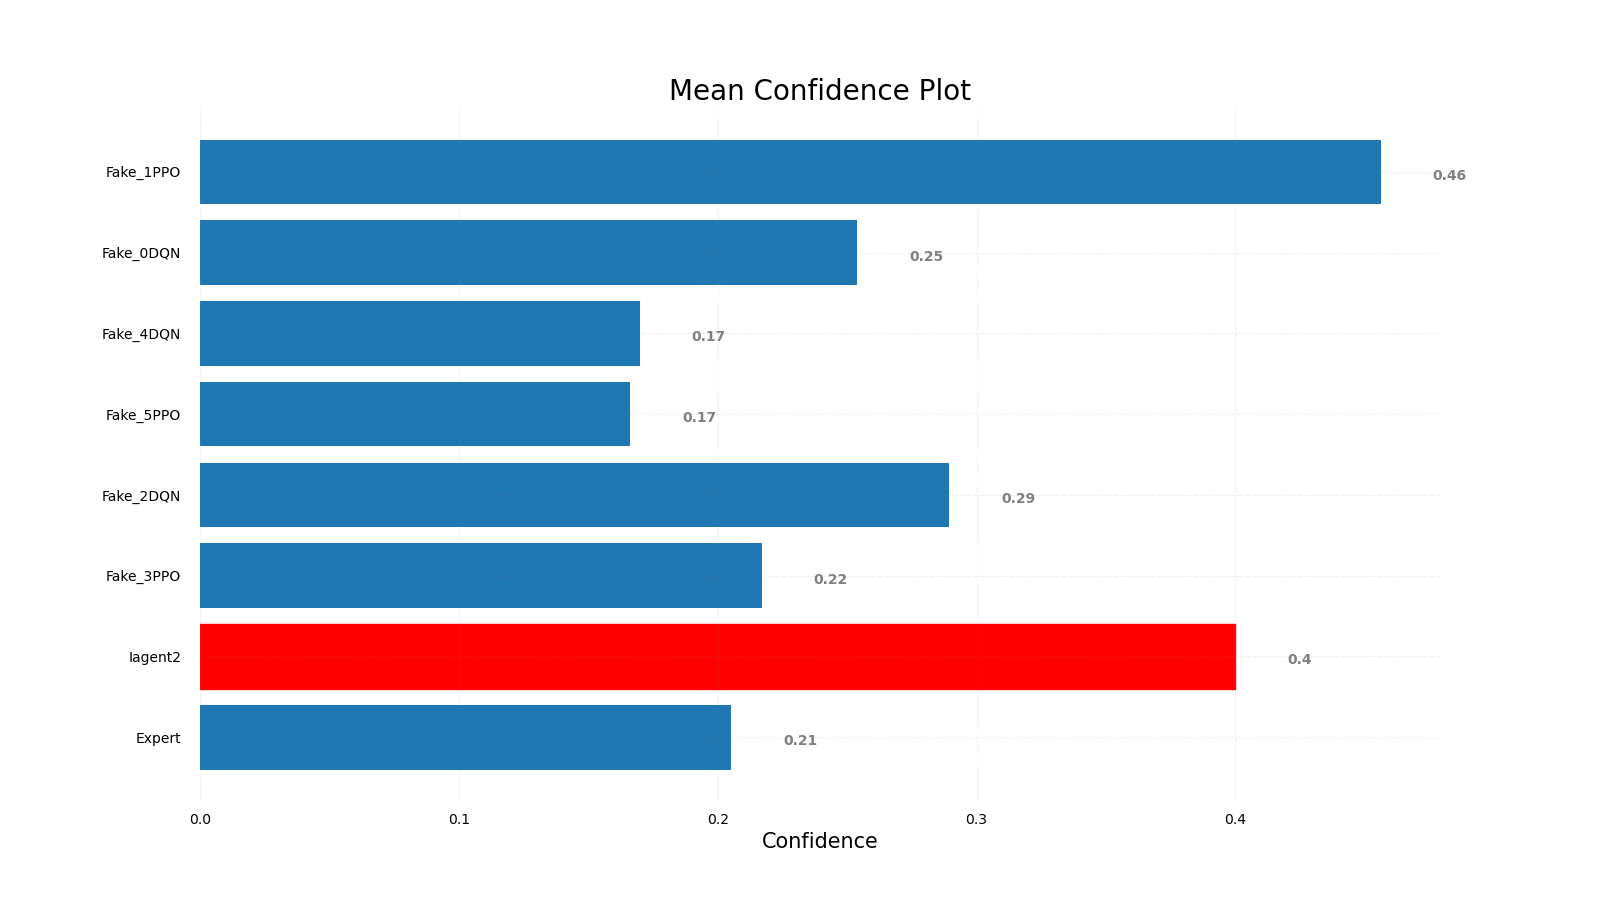 Mean Confidence Plot
Fake_1PPO
0.46
Fake_0DQN
0.25
Fake_4DQN
0.17
Fake_5PPO
0.17
Fake_2DQN
0.29
Fake_3PPO
0.22
Iagent2
0.4
Expert
0.21
0.0 0.1 0.2 0.3 0.4
Confidence